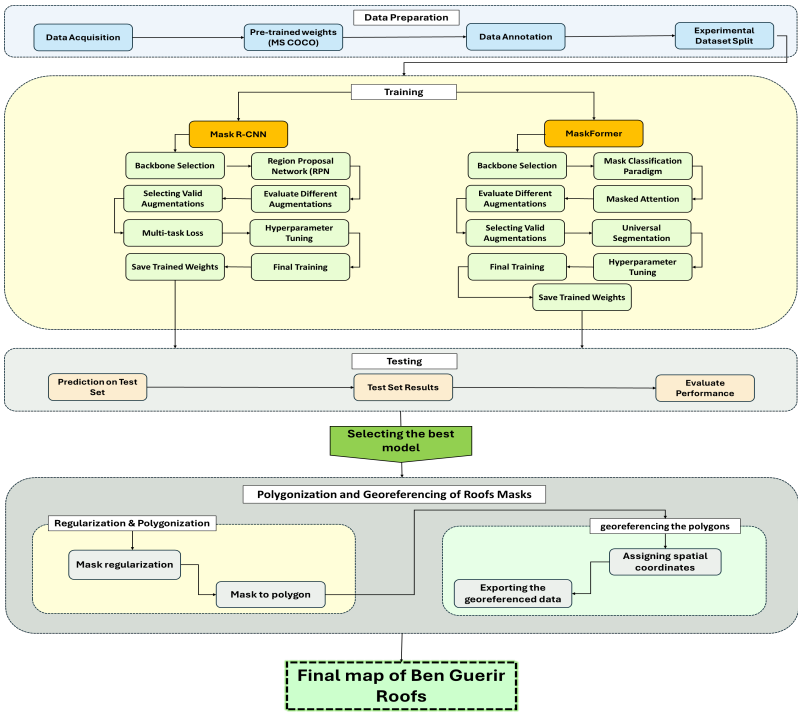 Data Preparation
Data Acquisition
Pre-trained weights
(MS COCO)
Data Annotation
Experimental
Dataset Split
Training
Mask R-CNN
Backbone Selection
Region Proposal
Network (RPN
Selecting Valid
Augmentations
Evaluate Different
Augmentations
Multi-task Loss
Hyperparameter
Tuning
Save Trained Weights
Final Training
MaskFormer
Backbone Selection
Mask Classification
Paradigm
Evaluate Different
Augmentations
Masked Attention
Selecting Valid
Augmentations
Universal
Segmentation
Final Training
Hyperparameter
Tuning
Save Trained Weights
Testing
Prediction on Test
Set
Test Set Results
Evaluate
Performance
Selecting the best
model
Polygonization and Georeferencing of Roofs Masks
Regularization & Polygonization
Mask regularization
Mask to polygon
georeferencing the polygons
Assigning spatial
coordinates
Exporting the
georeferenced data
Final map of Ben Guerir
Roofs